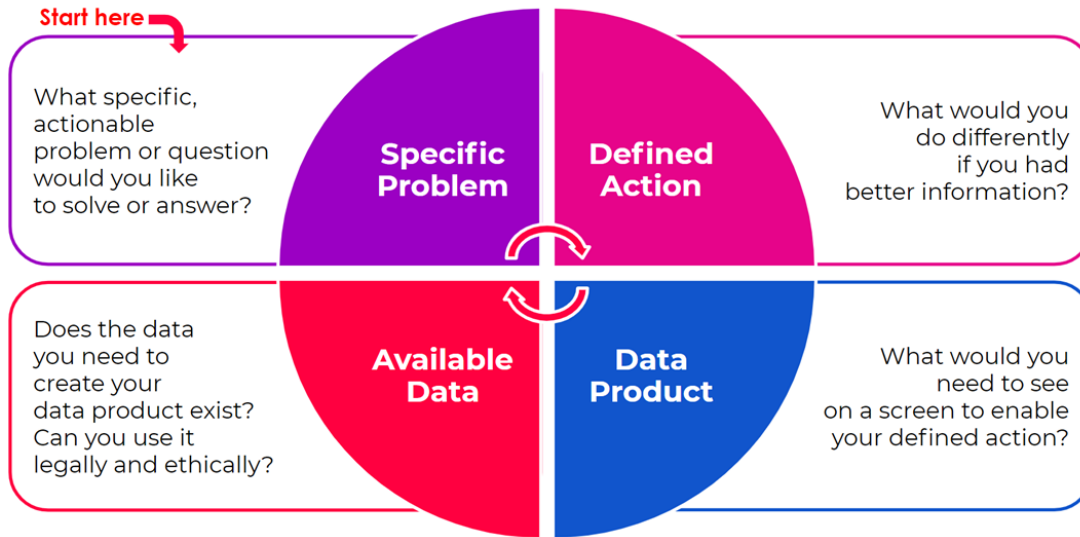 Start here
What specific,
actionable
problem or question
would you like
to solve or answer?
Specific
Problem
Defined
Action
What would you
do differently
if you had
better information?
Does the data
you need to
create your
data product exist?
Can you use it
legally and ethically?
Available
Data
Data
Product
What would you
need to see
on a screen to enable
your defined action?